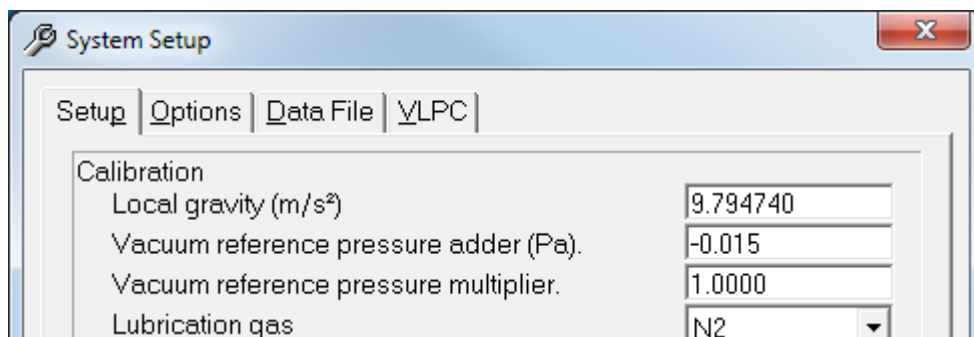 System Setup
Setup Options Data File VLPC
Calibration
Local gravity (m/s²) 9.794740
Vacuum reference pressure adder (Pa). -0.015
Vacuum reference pressure multiplier. 1.0000
Lubrication gas N2